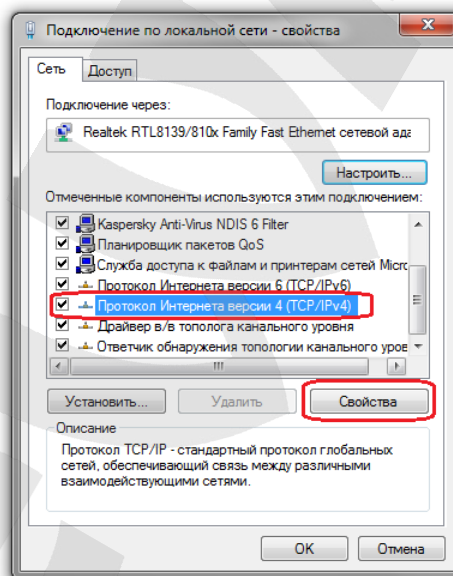 Подключение по локальной сети - свойства
Сеть Доступ
Подключение через:
Realtek RTL8139/810x Family Fast Ethernet сетевой ада
Настроить...
Отмеченные компоненты используются этим подключением:
Kaspersky Anti-Virus NDIS 6 Filter
Планировщик пакетов QoS
Служба доступа к файлам и принтерам сетей Micro
Протокол Интернета версии 6 (TCP/IPv6)
Протокол Интернета версии 4 (TCP/IPv4)
Драйвер в/в тополога канального уровня
Ответчик обнаружения топологии канального уров
Установить... Удалить Свойства
Описание
Протокол TCP/IP - стандартный протокол глобальных
сетей, обеспечивающий связь между различными
взаимодействующими сетями.
OK Отмена